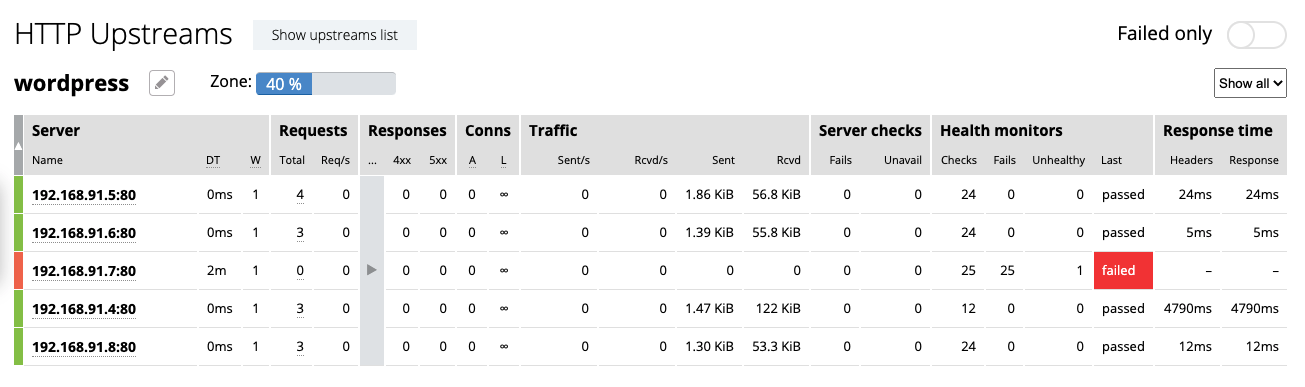 HTTP Upstreams Show upstreams list Failed only
wordpress Zone: 40 % Show all
Server Requests Responses Conns Traffic Server checks Health monitors Response time
Name DT W Total Req/s ... 4xx 5xx A L Sent/s Rcvd/s Sent Rcvd Fails Unavail Checks Fails Unhealthy Last Headers Response
192.168.91.5:80 0ms 1 4 0 0 0 0 ∞ 0 0 1.86 KiB 56.8 KiB 0 0 24 0 0 passed 24ms 24ms
192.168.91.6:80 0ms 1 3 0 0 0 0 ∞ 0 0 1.39 KiB 55.8 KiB 0 0 24 0 0 passed 5ms 5ms
192.168.91.7:80 2m 1 0 0 0 0 0 ∞ 0 0 0 0 0 0 25 25 1 failed – –
192.168.91.4:80 0ms 1 3 0 0 0 0 ∞ 0 0 1.47 KiB 122 KiB 0 0 12 0 0 passed 4790ms 4790ms
192.168.91.8:80 0ms 1 3 0 0 0 0 ∞ 0 0 1.30 KiB 53.3 KiB 0 0 24 0 0 passed 12ms 12ms